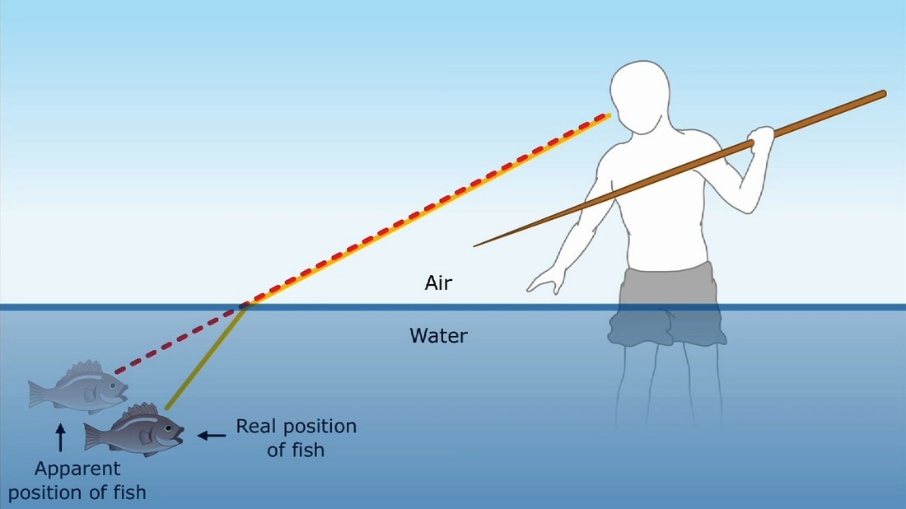 Air
Water
Real position
of fish
Apparent
position of fish